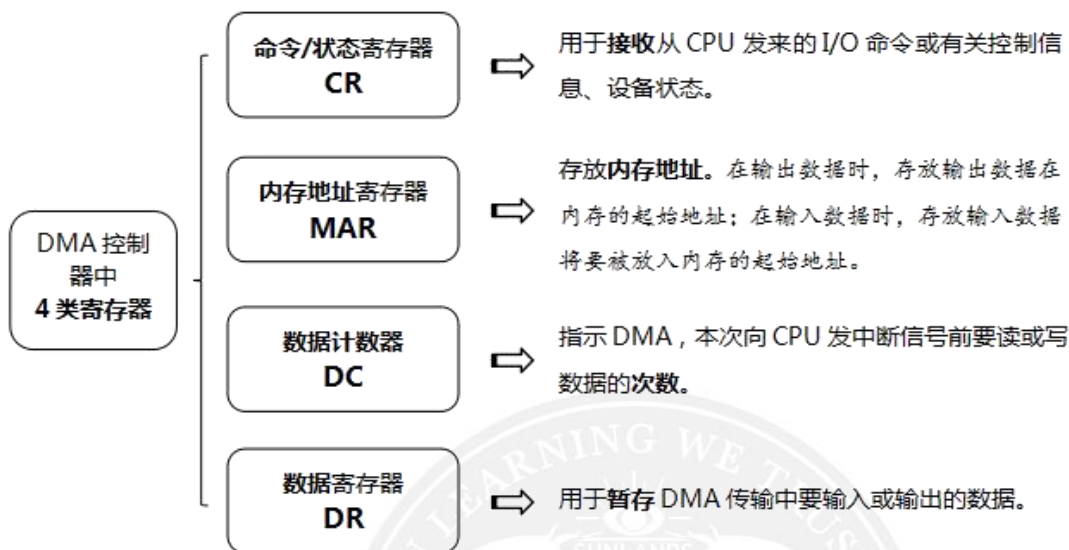 DMA 控制
器中
4 类寄存器
命令/状态寄存器
CR
用于接收从 CPU 发来的 I/O 命令或有关控制信
息、设备状态。
内存地址寄存器
MAR
存放内存地址。在输出数据时，存放输出数据在
内存的起始地址；在输入数据时，存放输入数据
将要被放入内存的起始地址。
数据计数器
DC
指示 DMA，本次向 CPU 发中断信号前要读或写
数据的次数。
数据寄存器
DR
用于暂存 DMA 传输中要输入或输出的数据。
LEARNING WE TRUS
SUNLANDS